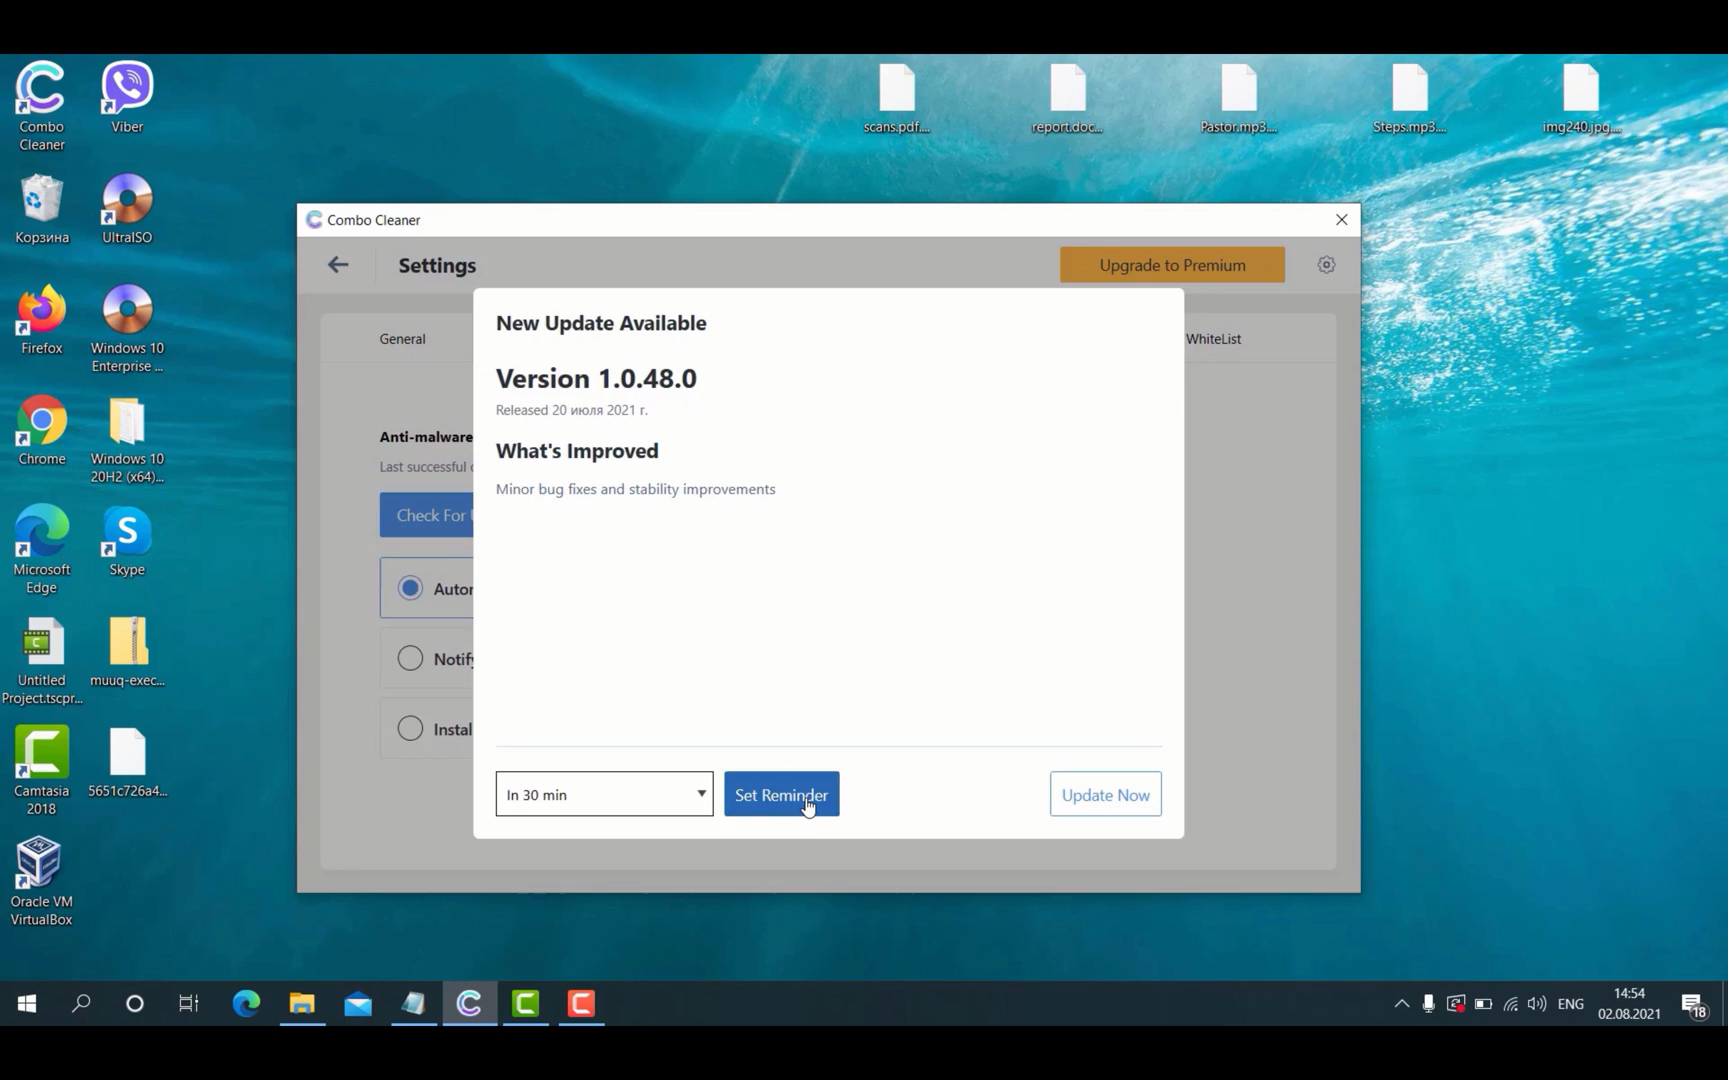 Combo
Cleaner
Viber
Корзина
UltraISO
Firefox
Windows 10
Enterprise ...
Chrome
Windows 10
20H2 (x64)...
Microsoft
Edge
Skype
Untitled
Project.tscpr...
muuq-exec...
Camtasia
2018
5651c726a4...
Oracle VM
VirtualBox
scans.pdf....
report.doc...
Pastor.mp3....
Steps.mp3....
img240.jpg....
Combo Cleaner
Settings
Upgrade to Premium
General
WhiteList
Anti-malware
Last successful
Check For
Auto
Notify
Instal
New Update Available
Version 1.0.48.0
Released 20 июля 2021 г.
What's Improved
Minor bug fixes and stability improvements
In 30 min
Set Reminder
Update Now
ENG
14:54
02.08.2021
18